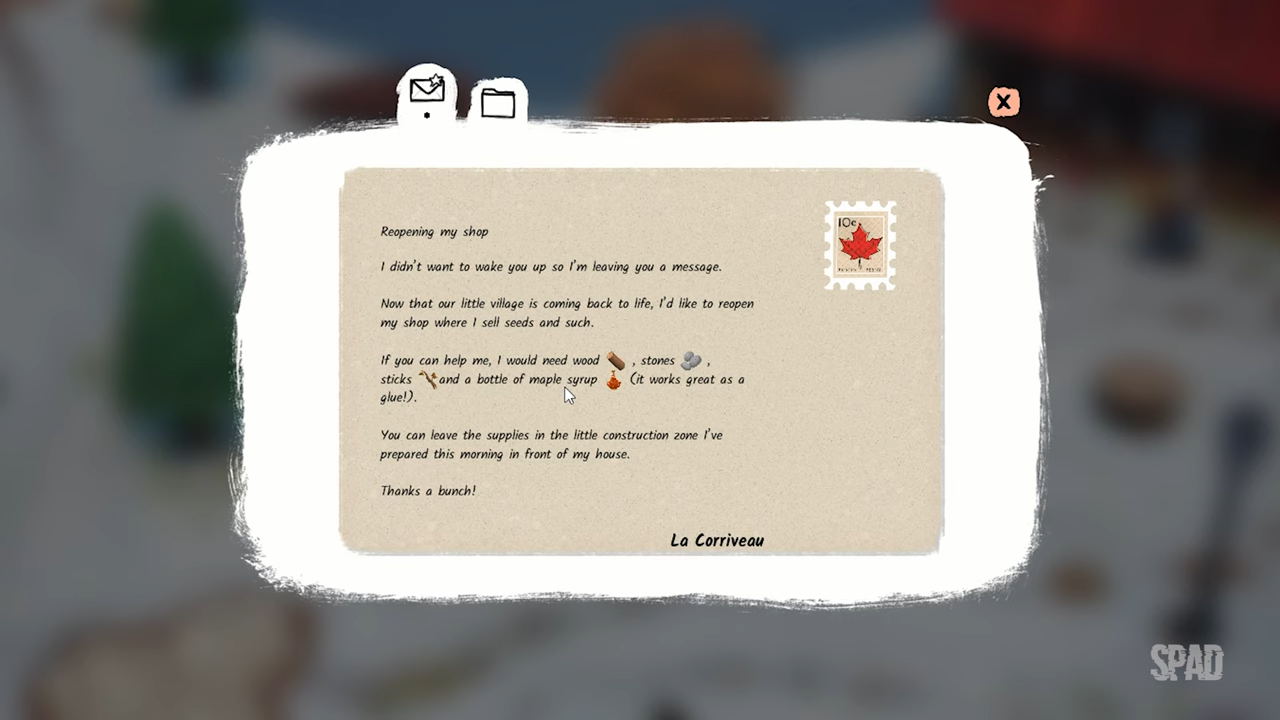 10c
Reopening my shop
I didn't want to wake you up so I'm leaving you a message.
Now that our little village is coming back to life, I'd like to reopen
my shop where I sell seeds and such.
If you can help me, I would need wood , stones ,
sticks and a bottle of maple syrup (it works great as a
glue!).
You can leave the supplies in the little construction zone I've
prepared this morning in front of my house.
Thanks a bunch!
La Corriveau
SPAD